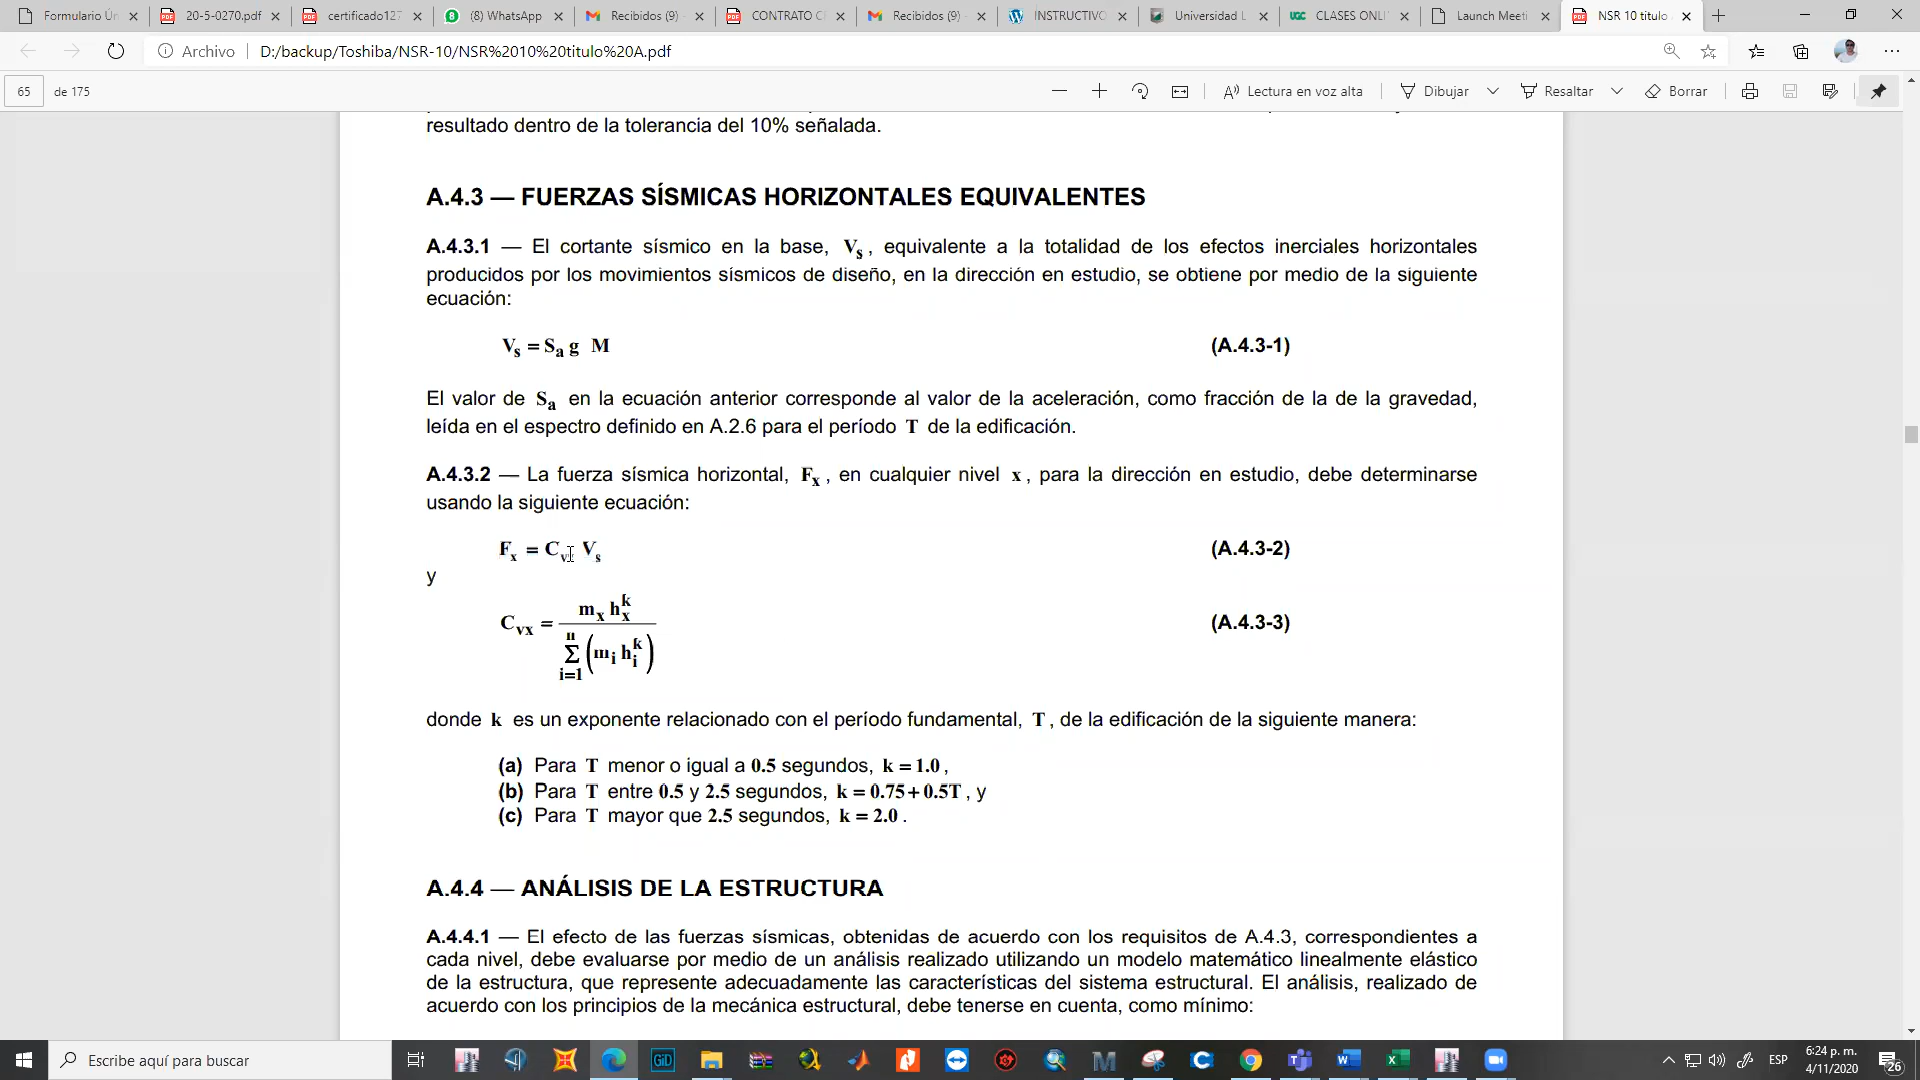 Formulario Ún
20-5-0270.pdf
certificado127
(8) WhatsApp
Recibidos (9) -
CONTRATO C
Recibidos (9) -
INSTRUCTIVO
Universidad L
CLASES ONLI
Launch Meeti
NSR 10 titulo
Archivo D:/backup/Toshiba/NSR-10/NSR%2010%20titulo%20A.pdf
65 de 175
Lectura en voz alta
Dibujar
Resaltar
Borrar
resultado dentro de la tolerancia del 10% señalada.
A.4.3 — FUERZAS SÍSMICAS HORIZONTALES EQUIVALENTES
A.4.3.1 — El cortante sísmico en la base, Vs, equivalente a la totalidad de los efectos inerciales horizontales
producidos por los movimientos sísmicos de diseño, en la dirección en estudio, se obtiene por medio de la siguiente
ecuación:
Vs = Sa g M (A.4.3-1)
El valor de Sa en la ecuación anterior corresponde al valor de la aceleración, como fracción de la de la gravedad,
leída en el espectro definido en A.2.6 para el período T de la edificación.
A.4.3.2 — La fuerza sísmica horizontal, Fx, en cualquier nivel x, para la dirección en estudio, debe determinarse
usando la siguiente ecuación:
Fx = Cv Vs (A.4.3-2)
y
Cvx = mx hx^k / Σ i=1 n (mi hi^k) (A.4.3-3)
donde k es un exponente relacionado con el período fundamental, T, de la edificación de la siguiente manera:
(a) Para T menor o igual a 0.5 segundos, k = 1.0,
(b) Para T entre 0.5 y 2.5 segundos, k = 0.75+0.5T, y
(c) Para T mayor que 2.5 segundos, k = 2.0.
A.4.4 — ANÁLISIS DE LA ESTRUCTURA
A.4.4.1 — El efecto de las fuerzas sísmicas, obtenidas de acuerdo con los requisitos de A.4.3, correspondientes a
cada nivel, debe evaluarse por medio de un análisis realizado utilizando un modelo matemático linealmente elástico
de la estructura, que represente adecuadamente las características del sistema estructural. El análisis, realizado de
acuerdo con los principios de la mecánica estructural, debe tenerse en cuenta, como mínimo:
Escribe aquí para buscar
ESP
6:24 p. m.
4/11/2020
26